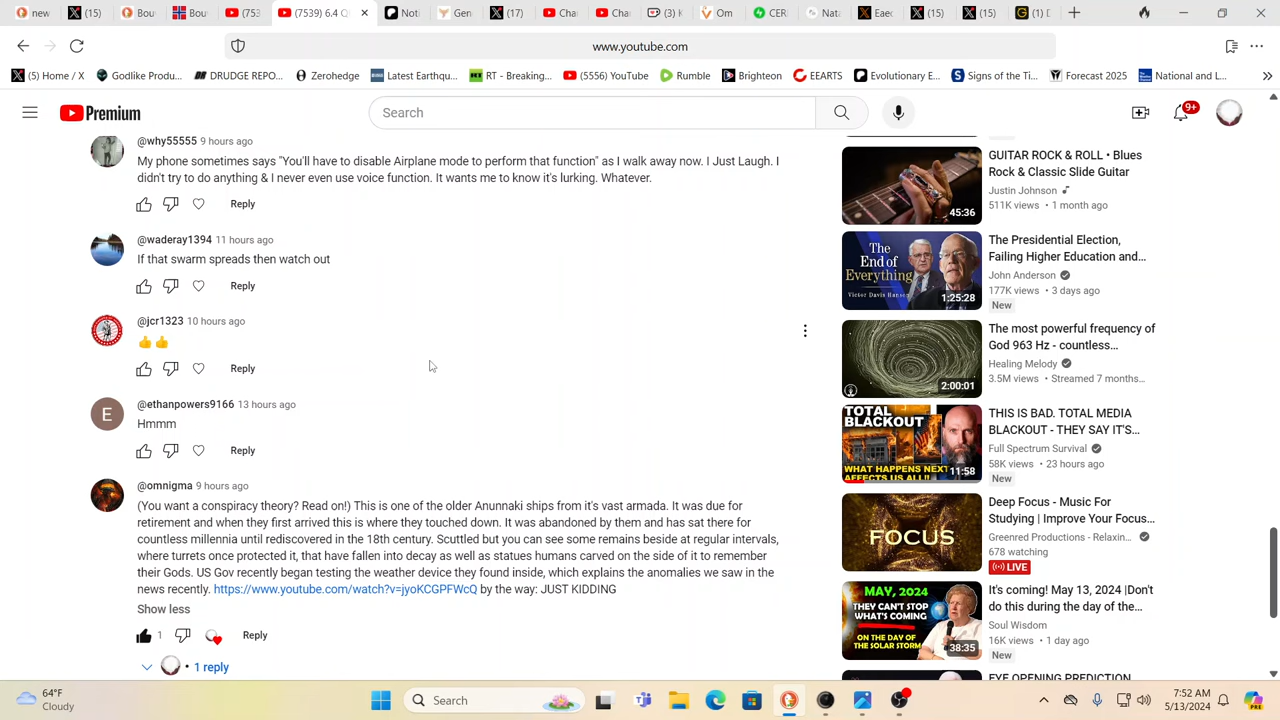 Bou
(15
Bou
(753
(7539) 6.4 Q
Noti
Gen
7)
Cha
Cha
(3) K
Om
Nat
Eaec
(15)
(15)
(1)
www.youtube.com
(5) Home / X
Godlike Produ...
DRUDGE REPO...
Zerohedge
Latest Earthqu...
RT - Breaking...
(5556) YouTube
Rumble
Brighteon
EEARTS
Evolutionary E...
Signs of the Ti...
Forecast 2025
National and L...
Premium
Search
9+
@why55555 9 hours ago
My phone sometimes says "You'll have to disable Airplane mode to perform that function" as I walk away now. I Just Laugh. I
didn't try to do anything & I never even use voice function. It wants me to know it's lurking. Whatever.
Reply
@waderay1394 11 hours ago
If that swarm spreads then watch out
Reply
@jcr1323 10 hours ago
👍👍
Reply
E
@ethanpowers9166 13 hours ago
Hmmm
Reply
@omnigma 9 hours ago
(You want a conspiracy theory? Read on!) This is one of the older Anunnaki ships from it's vast armada. It was due for
retirement and when they first arrived this is where they touched down. It was abandoned by them and has sat there for
countless millennia until rediscovered in the 18th century. Scuttled but you can see some remains beside at regular intervals,
where turrets once protected it, that have fallen into decay as well as statues humans carved on the side of it to remember
their Gods. US Gov recently began testing the weather device they found inside, which explains the anomalies we saw in the
news recently. https://www.youtube.com/watch?v=jyoKCGPFWcQ by the way: JUST KIDDING
Show less
1
Reply
1 reply
45:36
GUITAR ROCK & ROLL • Blues
Rock & Classic Slide Guitar
Justin Johnson
511K views • 1 month ago
The
End of
Everything
Victor Davis Hanson
1:25:28
The Presidential Election,
Failing Higher Education and...
John Anderson
177K views • 3 days ago
New
2:00:01
The most powerful frequency of
God 963 Hz - countless...
Healing Melody
3.5M views • Streamed 7 months...
TOTAL
BLACKOUT
WHAT HAPPENS NEXT
AFFECTS US ALL!!
11:58
THIS IS BAD. TOTAL MEDIA
BLACKOUT - THEY SAY IT'S...
Full Spectrum Survival
58K views • 23 hours ago
New
FOCUS
Deep Focus - Music For
Studying | Improve Your Focus...
Greenred Productions - Relaxin...
678 watching
LIVE
MAY, 2024
THEY CAN'T STOP
WHAT'S COMING
ON THE DAY OF
THE SOLAR STORM
38:35
It's coming! May 13, 2024 |Don't
do this during the day of the...
Soul Wisdom
16K views • 1 day ago
New
EYE OPENING PREDICTION
64°F
Cloudy
Search
7:52 AM
5/13/2024